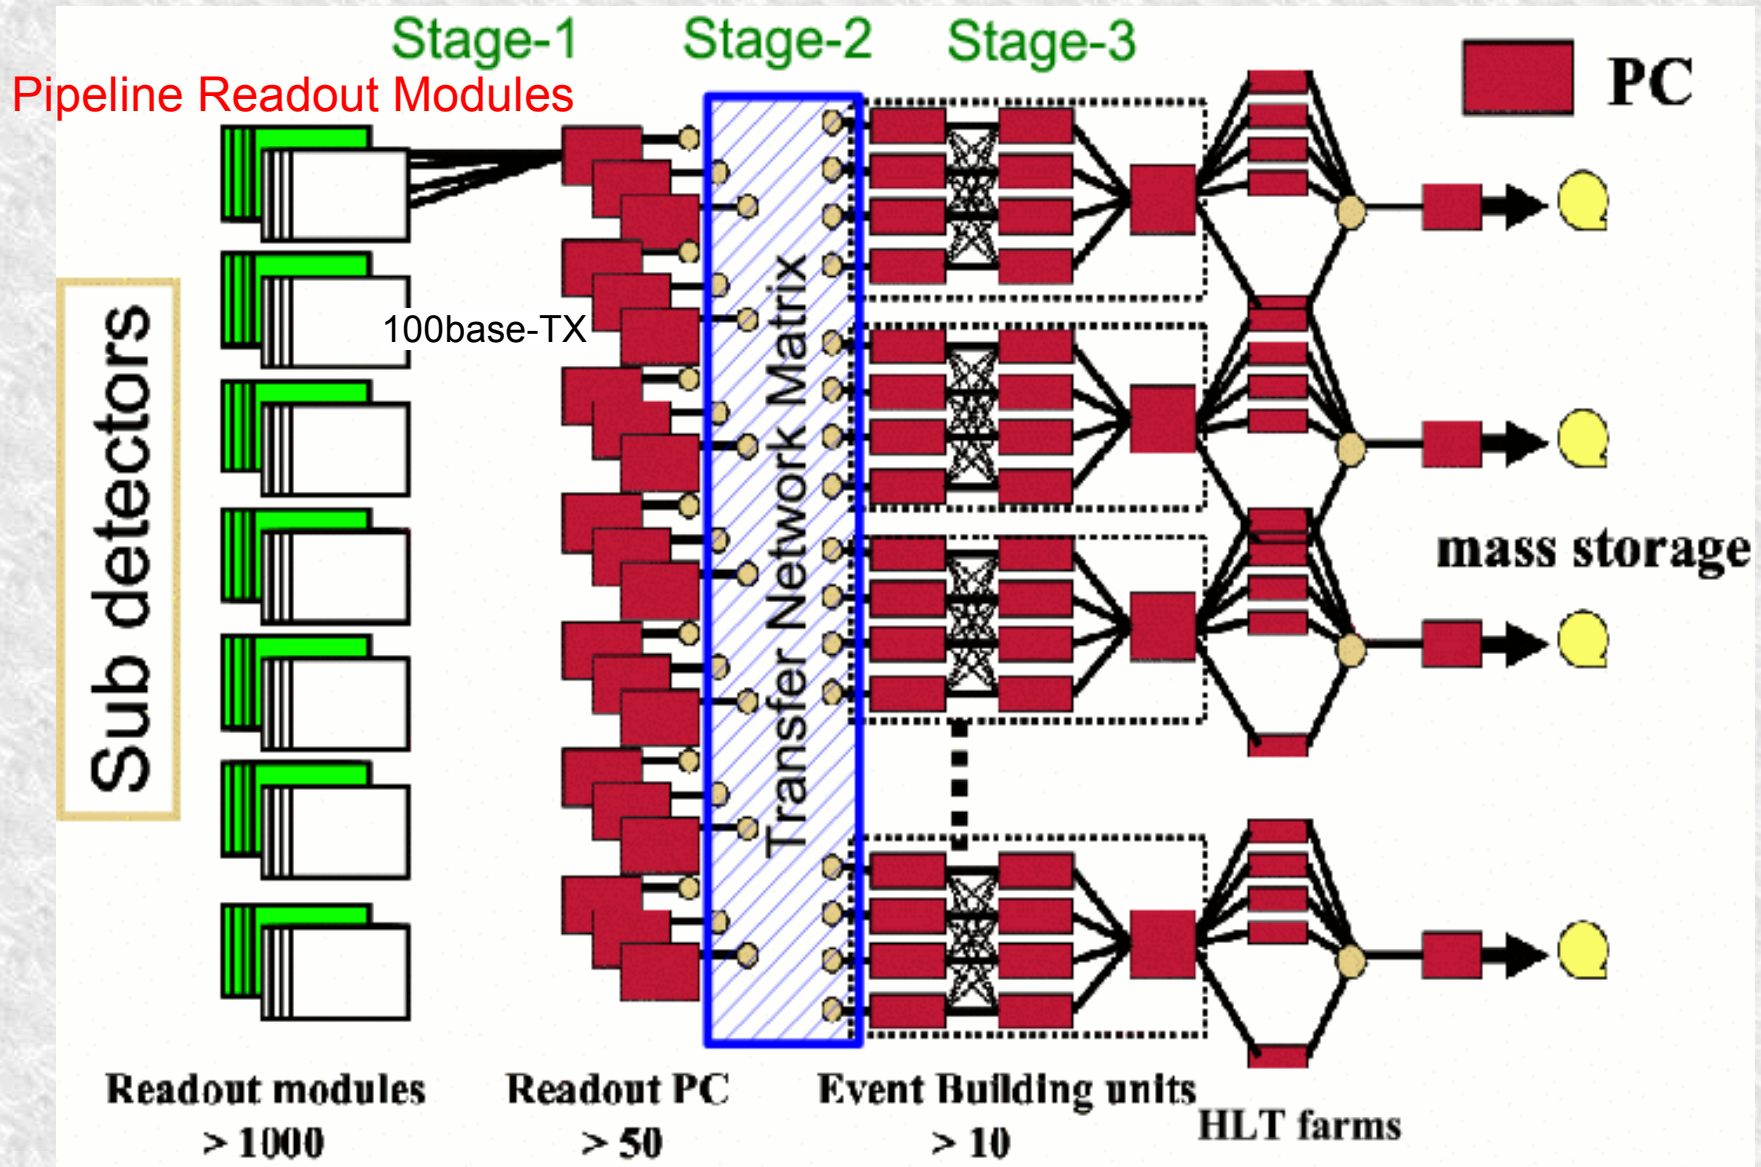 Stage-1
Stage-2
Stage-3
Pipeline Readout Modules
PC
100base-TX
Sub detectors
Transfer Network Matrix
mass storage
Readout modules
> 1000
Readout PC
> 50
Event Building units
> 10
HLT farms